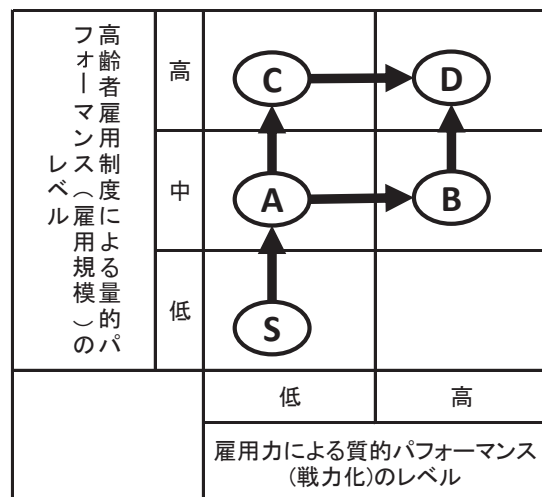 高齢者雇用制度による量的パ
フォーマンス（雇用規模）の
レベル
高
C
D
中
A
B
低
S
低
高
雇用力による質的パフォーマンス
(戦力化)のレベル